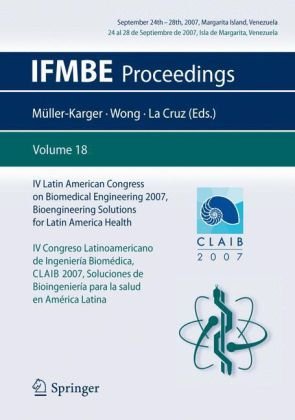 September 24th – 28th, 2007, Margarita Island, Venezuela
24 al 28 de Septiembre de 2007, Isla de Margarita, Venezuela
IFMBE Proceedings
Müller-Karger · Wong · La Cruz (Eds.)
Volume 18
IV Latin American Congress
on Biomedical Engineering 2007,
Bioengineering Solutions
for Latin America Health
CLAIB
2007
IV Congreso Latinoamericano
de Ingeniería Biomédica,
CLAIB 2007, Soluciones de
Bioingeniería para la salud
en América Latina
Springer